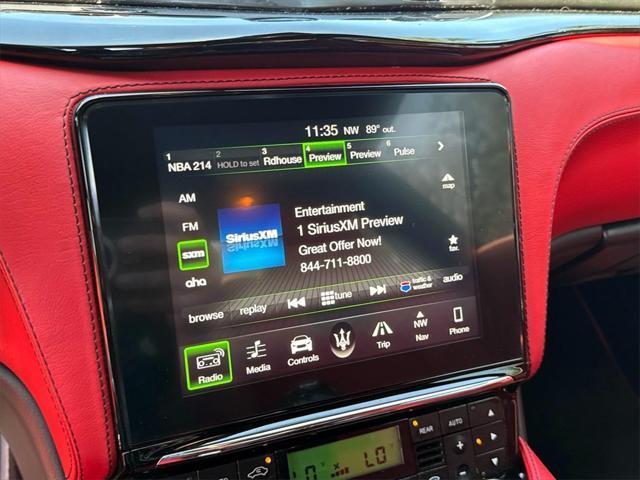 11:35 NW 89° out.
1 2 3 4 5 6
NBA 214 HOLD to set Rdhouse Preview Preview Pulse
map
AM
FM
sxm
aha
SiriusXM
Entertainment
1 SiriusXM Preview
Great Offer Now!
844-711-8800
fav.
browse replay tune traffic & weather audio
Radio Media Controls Trip NW Nav Phone
REAR AUTO
LO